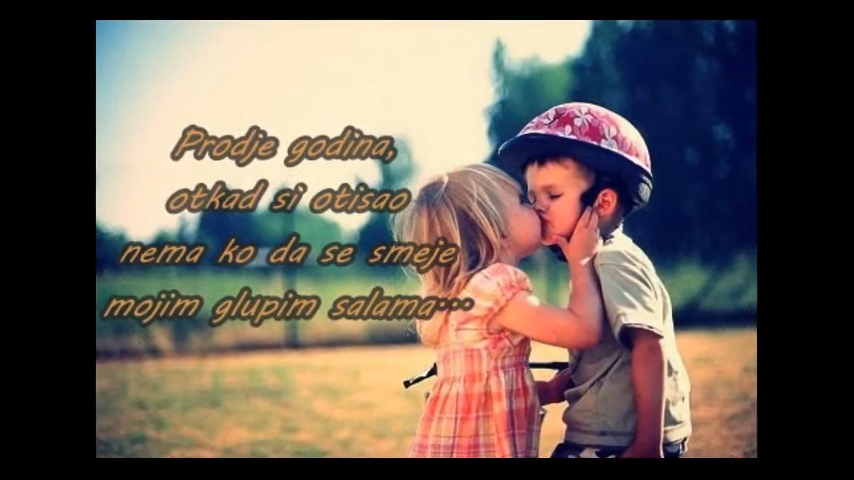 Prodje godina,
otkad si otisao
nema ko da se smeje
mojim glupim salama...